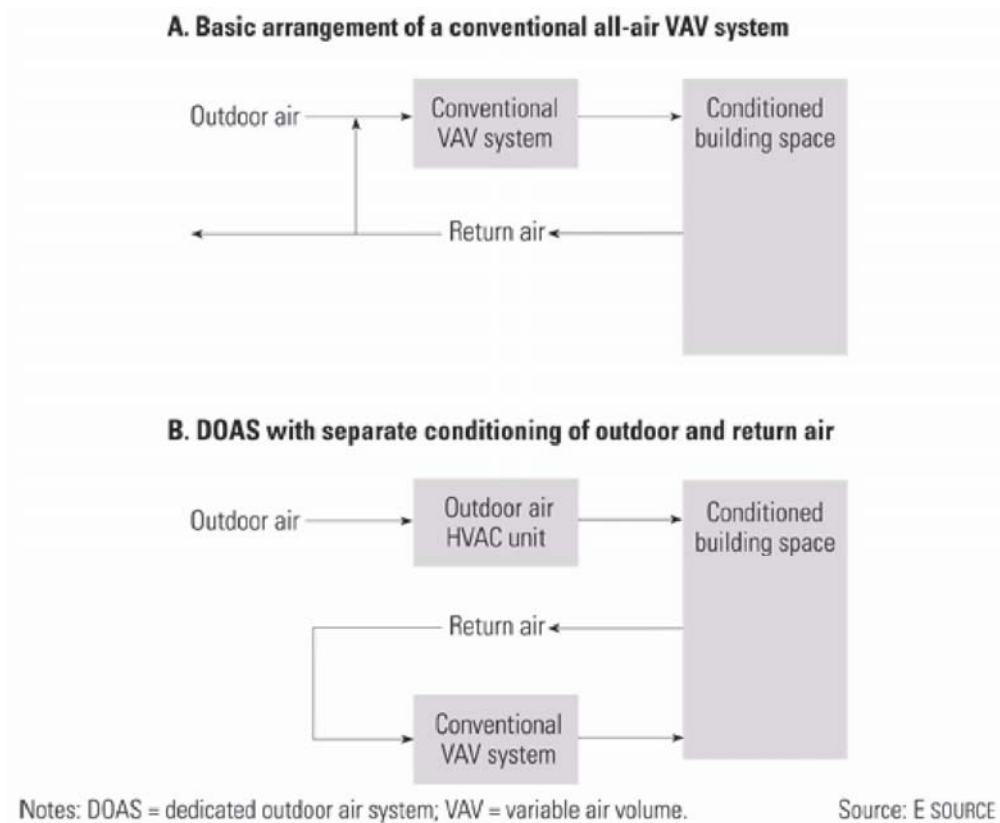 A. Basic arrangement of a conventional all-air VAV system
Outdoor air
Conventional
VAV system
Conditioned
building space
Return air
B. DOAS with separate conditioning of outdoor and return air
Outdoor air
Outdoor air
HVAC unit
Conditioned
building space
Return air
Conventional
VAV system
Notes: DOAS = dedicated outdoor air system; VAV = variable air volume.
Source: E SOURCE